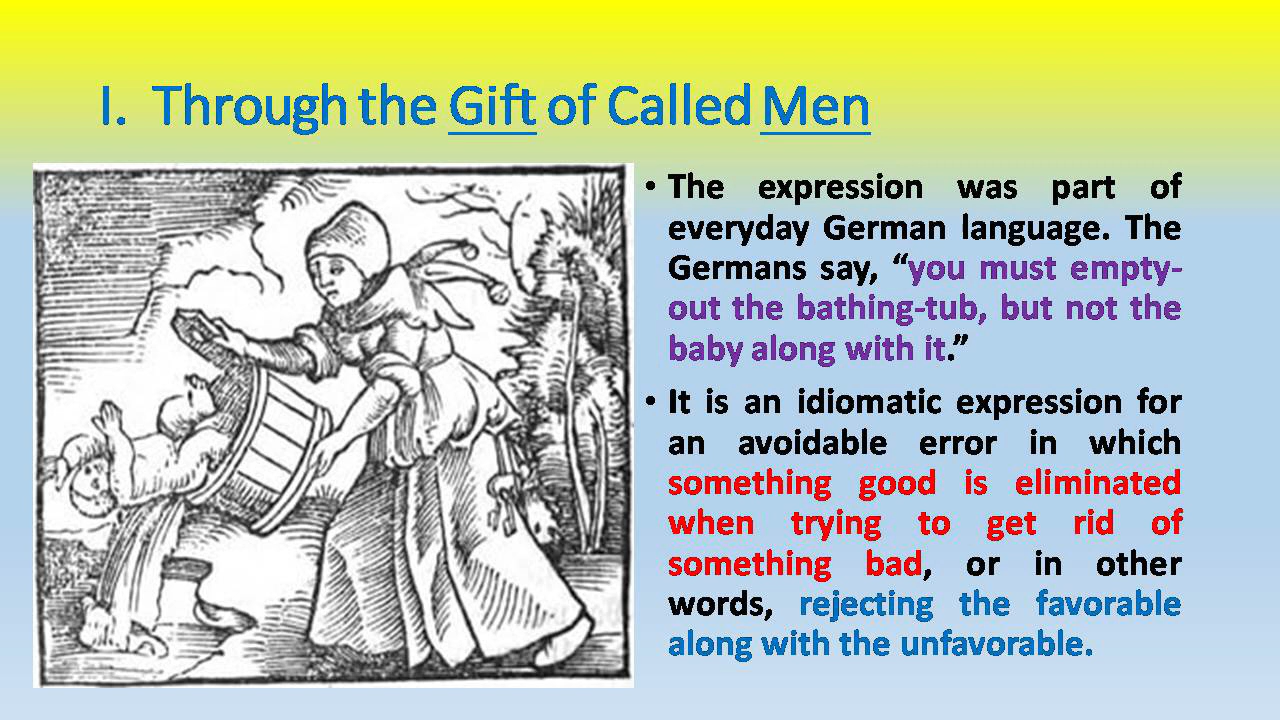 I. Through the Gift of Called Men
• The expression was part of
everyday German language. The
Germans say, “you must empty-
out the bathing-tub, but not the
baby along with it.”
• It is an idiomatic expression for
an avoidable error in which
something good is eliminated
when trying to get rid of
something bad, or in other
words, rejecting the favorable
along with the unfavorable.